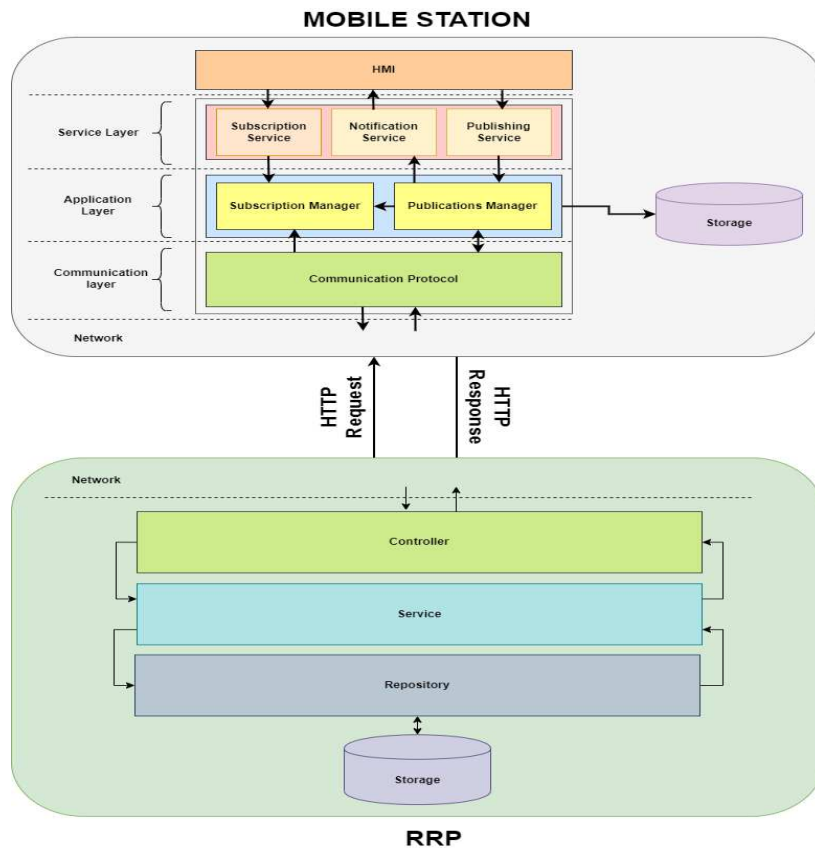 MOBILE STATION
HMI
Service Layer
Subscription
Service
Notification
Service
Publishing
Service
Application
Layer
Subscription Manager
Publications Manager
Storage
Communication
layer
Communication Protocol
Network
HTTP
Request
HTTP
Response
Network
Controller
Service
Repository
Storage
RRP